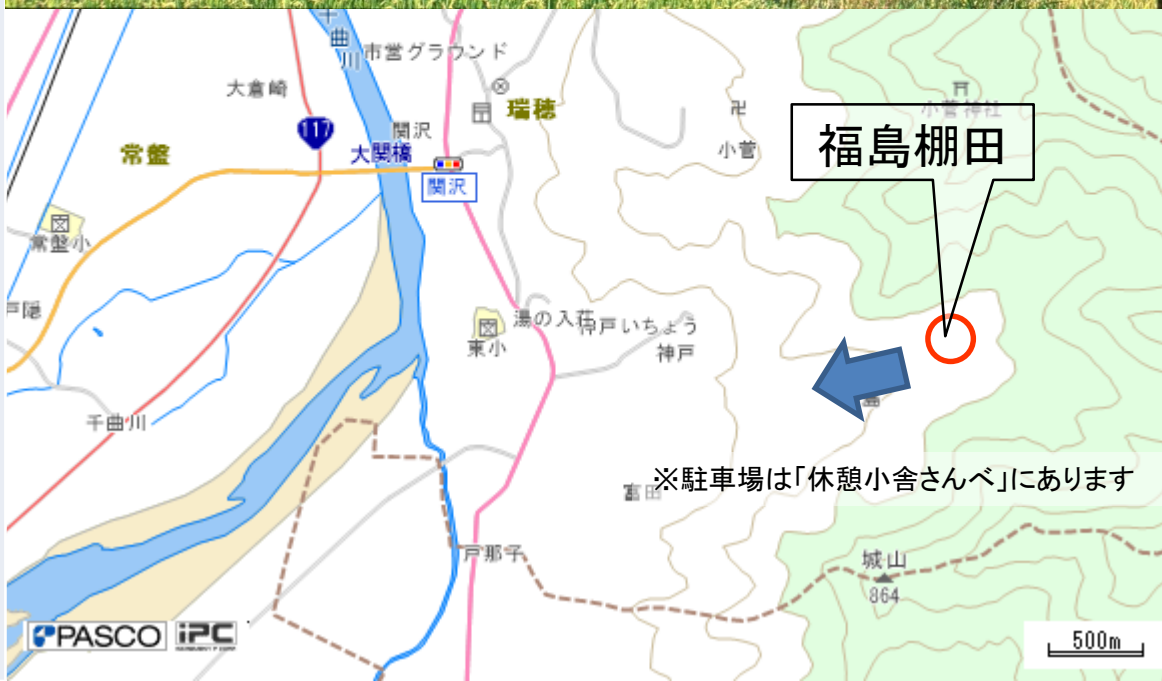 千曲川
市営グラウンド
大倉崎
117
関沢
瑞穂
常盤
大関橋
関沢
小菅
小菅神社
福島棚田
常盤小
戸隠
湯の入荘
神戸いちょう
神戸
東小
島
千曲川
※駐車場は「休憩小舎さんべ」にあります
富田
戸那子
城山
864
PASCO
iPC
500m